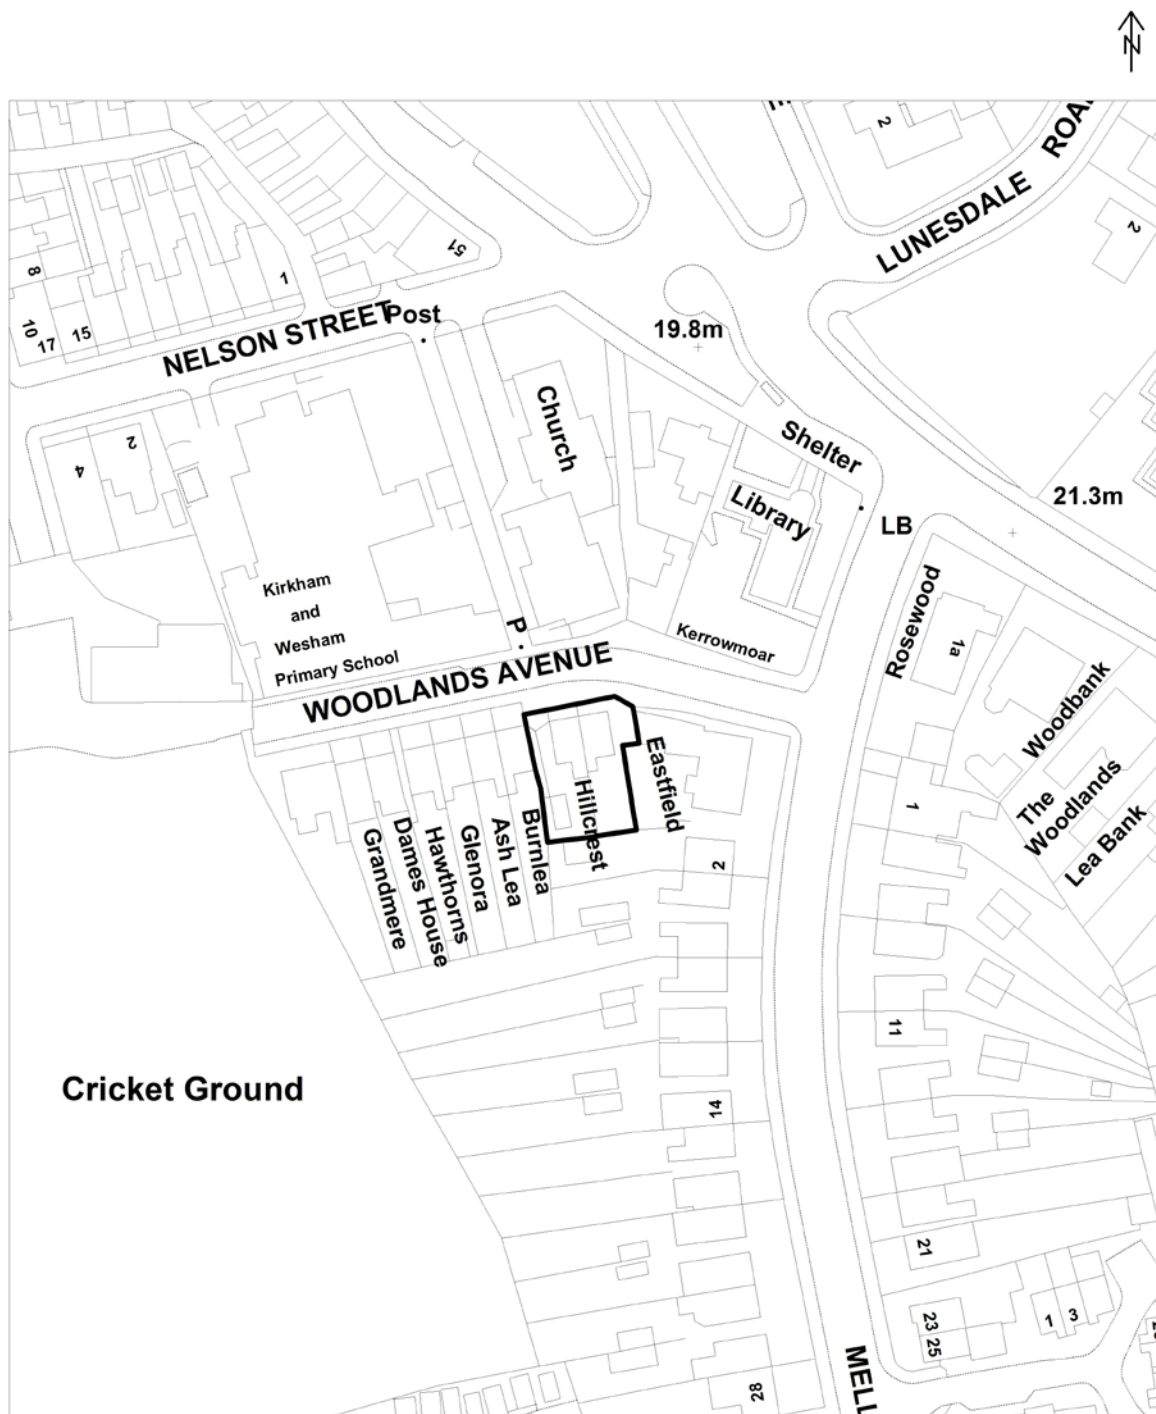 N
2
ROAD
LUNESDALE
2
51
8
1
10
17
15
NELSON STREET
Post
19.8m
2
4
Church
Shelter
21.3m
Library
LB
Kirkham
and
Wesham
Primary School
P
Kerrowmoar
Rosewood
1a
WOODLANDS AVENUE
Woodbank
The
Woodlands
Lea Bank
1
Eastfield
Hillcrest
Burnlea
Ash Lea
Glenora
Hawthorns
Dames House
Grandmere
2
11
Cricket Ground
14
21
23
25
1
3
28
MELL